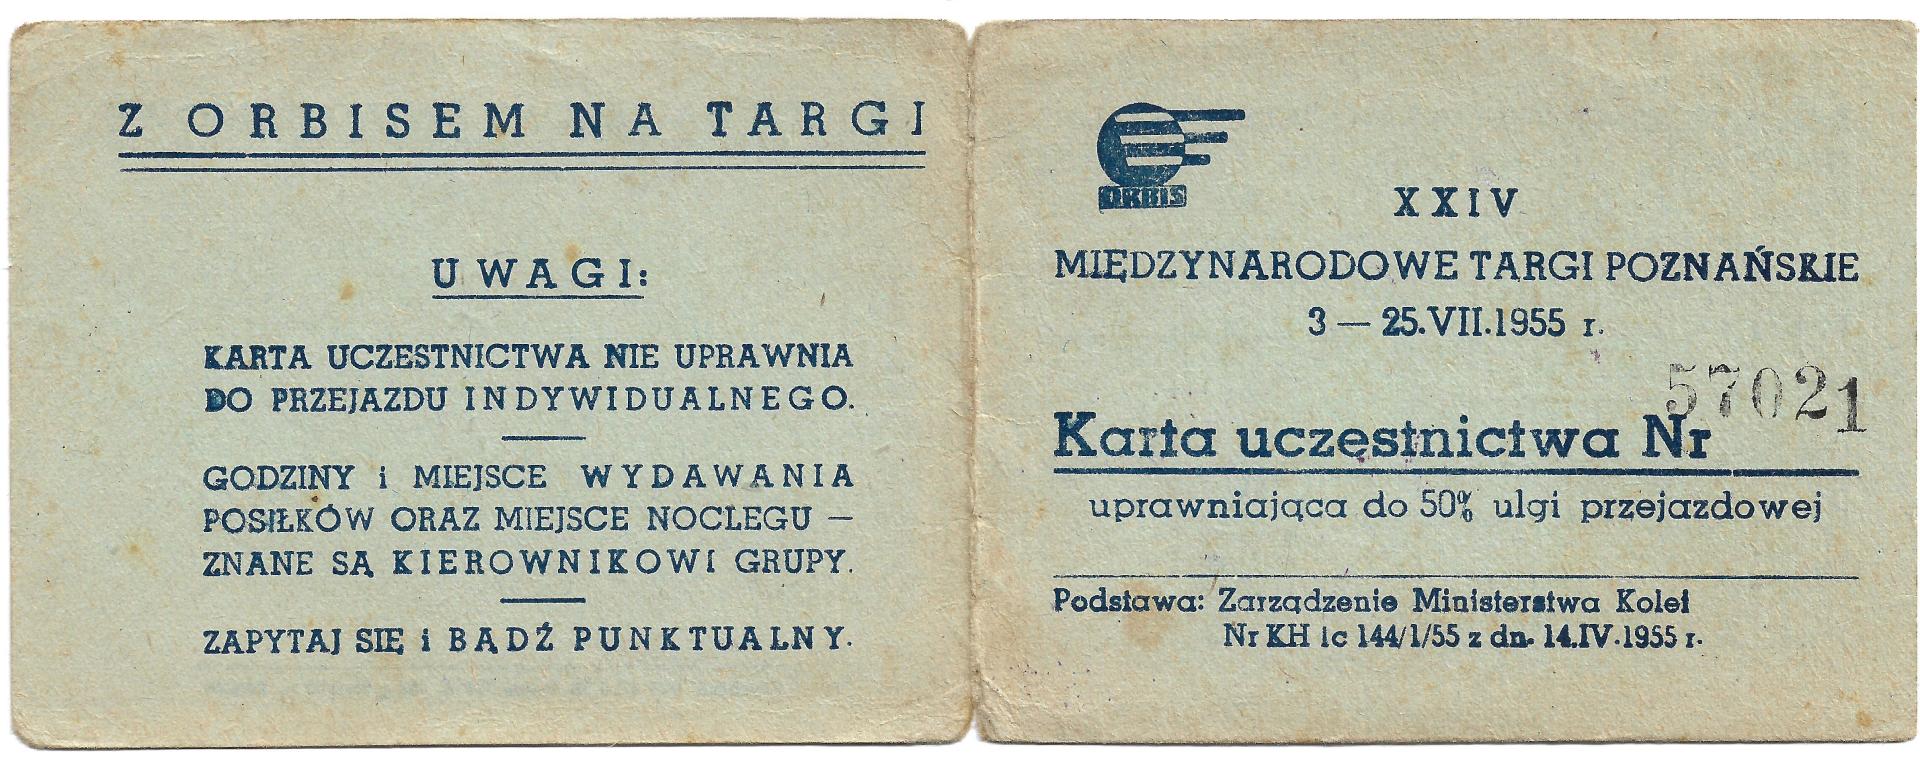 Z ORBISEM NA TARGI
UWAGI:
KARTA UCZESTNICTWA NIE UPRAWNIA
DO PRZEJAZDU INDYWIDUALNEGO.
GODZINY i MIEJSCE WYDAWANIA
POSIŁKÓW ORAZ MIEJSCE NOCLEGU —
ZNANE SĄ KIEROWNIKOWI GRUPY.
ZAPYTAJ SIĘ i BĄDŹ PUNKTUALNY.
ORBIS
XXIV
MIĘDZYNARODOWE TARGI POZNAŃSKIE
3 — 25.VII.1955 r.
57021
Karta uczęstnictwa Nr
uprawniająca do 50% ulgi przejazdowej
Podstawa: Zarządzenie Ministerstwa Kolei
Nr KH Ic 144/1/55 z dn. 14.IV.1955 r.